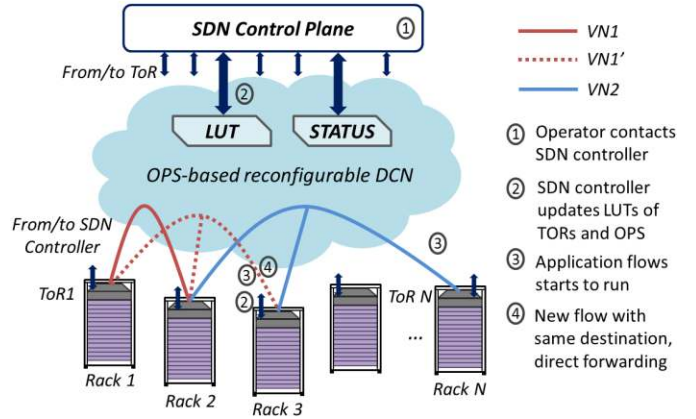 SDN Control Plane
①
From/to ToR
②
LUT
STATUS
OPS-based reconfigurable DCN
From/to SDN
Controller
③
③
④
②
ToR1
ToR N
...
Rack 1
Rack 2
Rack 3
Rack N
VN1
VN1’
VN2
① Operator contacts
SDN controller
② SDN controller
updates LUTs of
TORs and OPS
③ Application flows
starts to run
④ New flow with
same destination,
direct forwarding